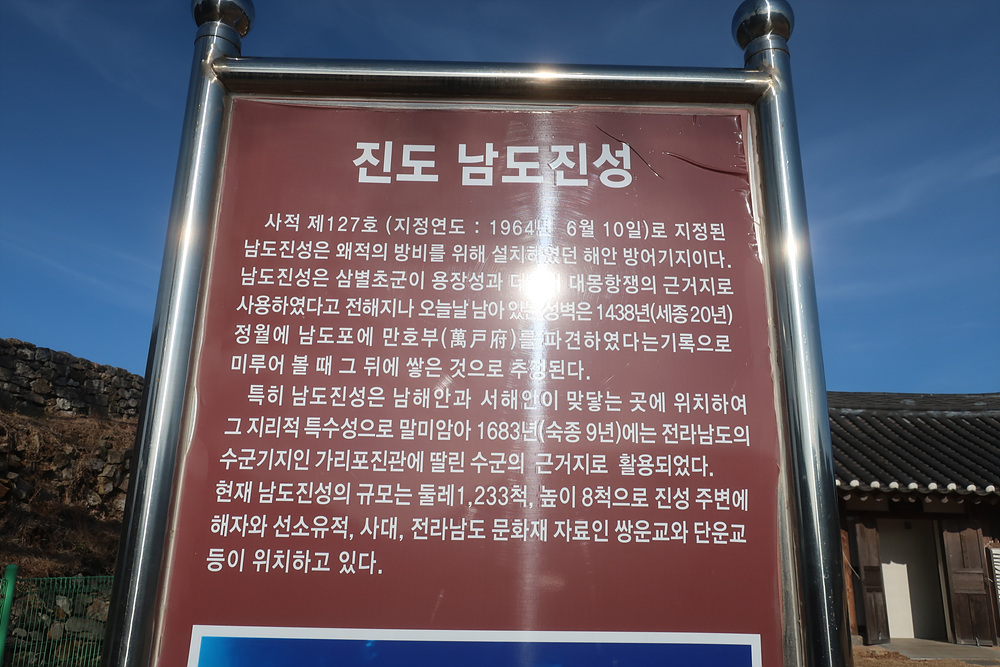 진도 남도진성
사적 제127호 (지정연도 : 1964년 6월 10일)로 지정된
남도진성은 왜적의 방비를 위해 설치해였던 해안 방어기지이다.
남도진성은 삼별초군이 용장성과 대몽항쟁의 근거지로
사용하였다고 전해지나 오늘날 남아 있는 성벽은 1438년(세종 20년)
정월에 남도포에 만호부(萬戶府)를 파견하였다는기록으로
미루어 볼 때 그 뒤에 쌓은 것으로 추정된다.
특히 남도진성은 남해안과 서해안이 맞닿는 곳에 위치하여
그 지리적 특수성으로 말미암아 1683년(숙종 9년)에는 전라남도의
수군기지인 가리포진관에 딸린 수군의 근거지로 활용되었다.
현재 남도진성의 규모는 둘레1,233척, 높이 8척으로 진성 주변에
해자와 선소유적, 사대, 전라남도 문화재 자료인 쌍운교와 단운교
등이 위치하고 있다.